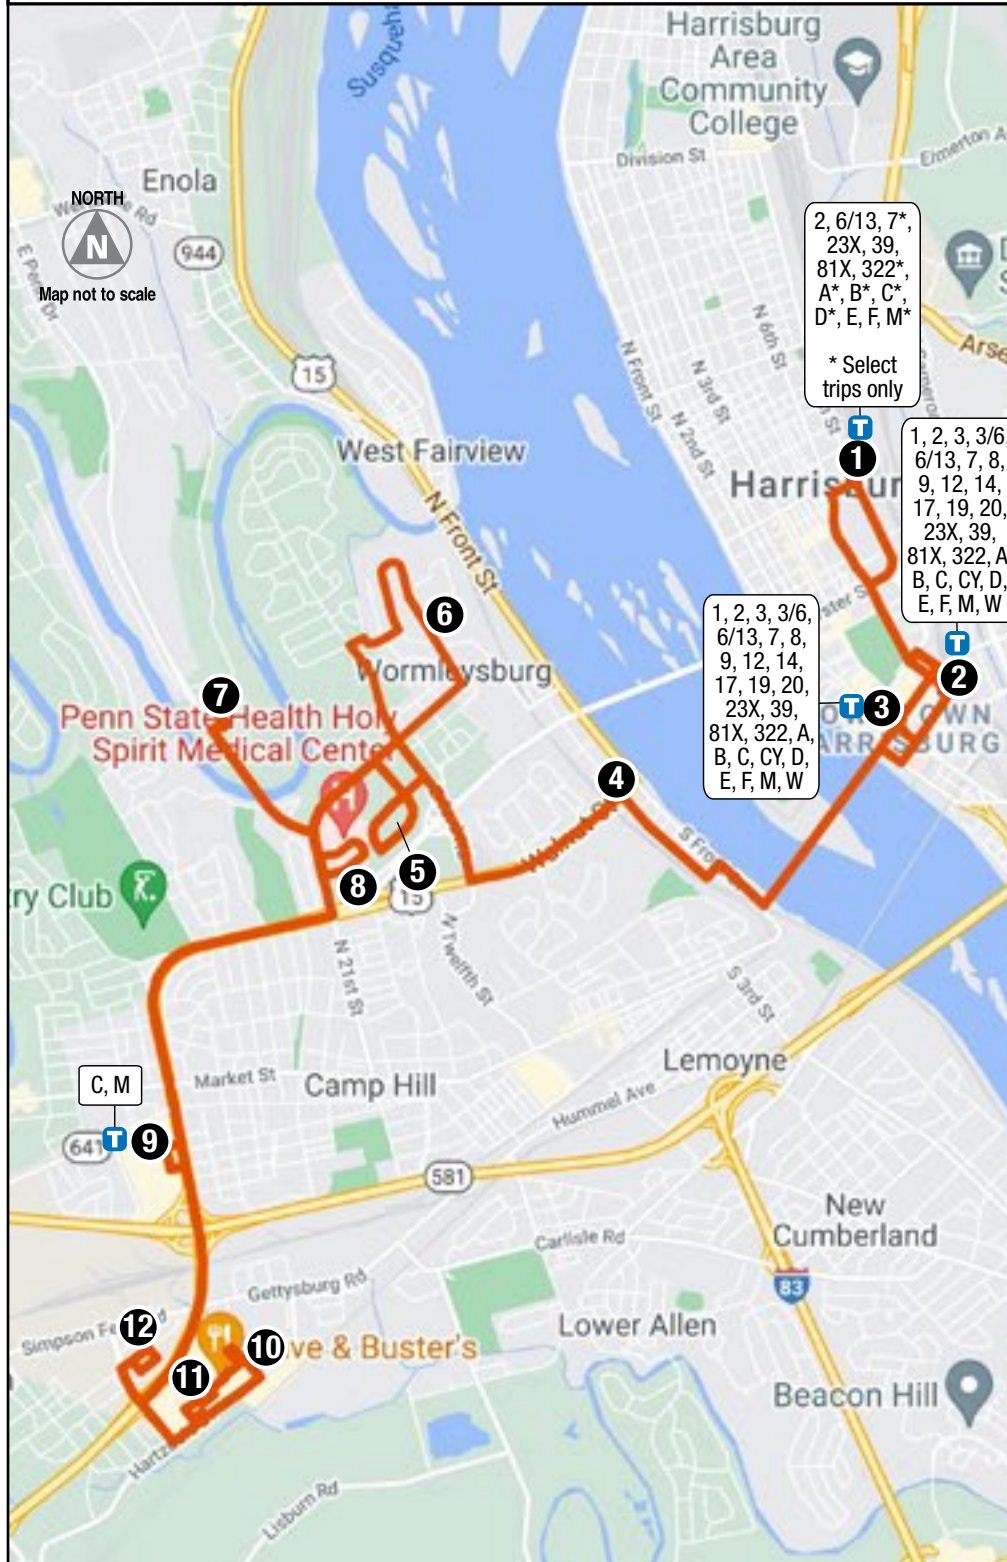 Harrisburg
Area
Community
College
Susqueha
Division St
Elmerton A
Enola
NORTH
N
Map not to scale
944
E Penn Dr
15
2, 6/13, 7*,
23X, 39,
81X, 322*,
A*, B*, C*,
D*, E, F, M*
* Select
trips only
T
1
N 6th St
N Front St
N 3rd St
N 2nd St
Arse
West Fairview
N Front St
Harrisbur
1, 2, 3, 3/6,
6/13, 7, 8,
9, 12, 14,
17, 19, 20,
23X, 39,
81X, 322, A,
B, C, CY, D,
E, F, M, W
T
2
1, 2, 3, 3/6,
6/13, 7, 8,
9, 12, 14,
17, 19, 20,
23X, 39,
81X, 322, A,
B, C, CY, D,
E, F, M, W
T
3
6
Wormleysburg
7
Penn State Health Holy
Spirit Medical Center
4
S Fro
Walnut St
5
8
15
try Club
N 21st St
N Twelfth St
S 3rd St
Lemoyne
Market St
Camp Hill
Hummel Ave
C, M
641
T
9
581
New
Cumberland
Carlisle Rd
83
Gettysburg Rd
Lower Allen
Simpson Fe
12
10
ve & Buster's
11
Beacon Hill
Hartz
Lisburn Rd